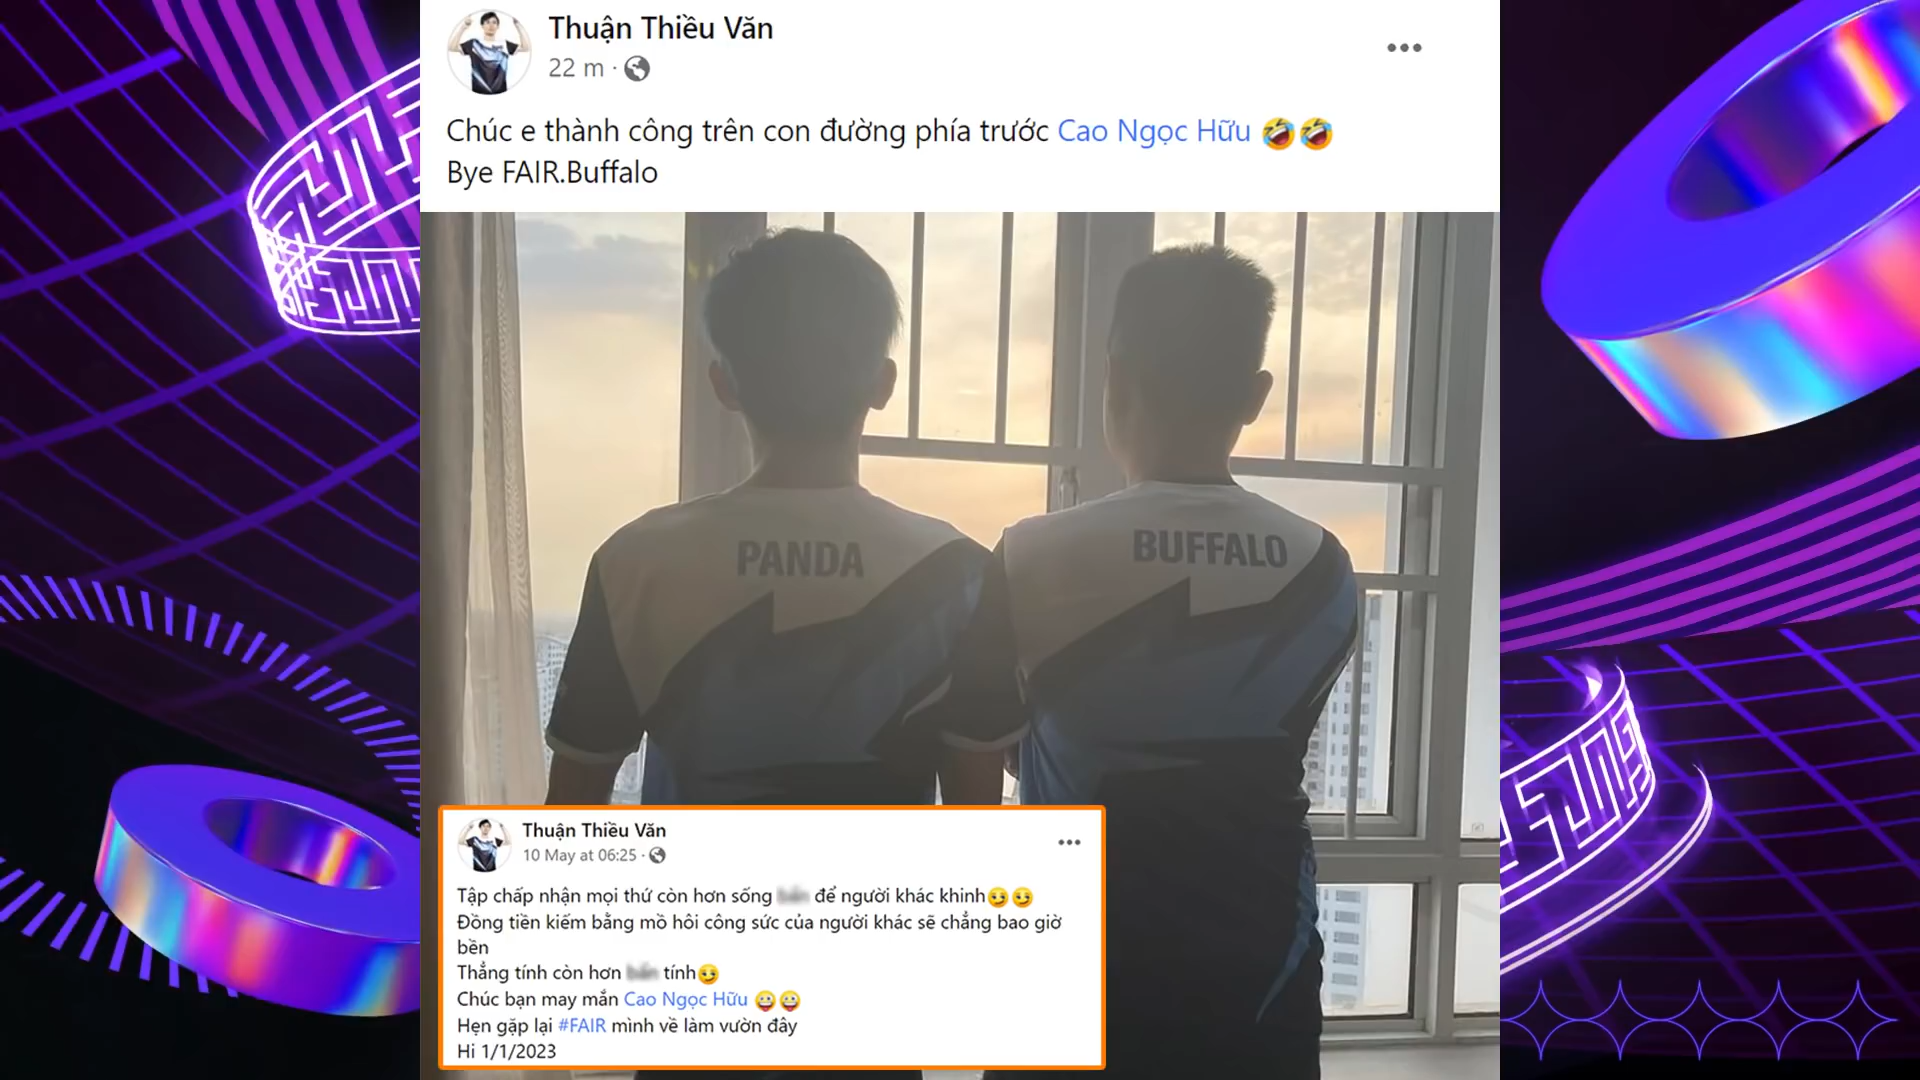 Thuận Thiều Văn
22 m ·
Chúc e thành công trên con đường phía trước Cao Ngọc Hữu 🤣🤣
Bye FAIR.Buffalo
PANDA
BUFFALO
Thuận Thiều Văn
10 May at 06:25 ·
Tập chấp nhận mọi thứ còn hơn sống để người khác khinh😏😏
Đồng tiền kiếm bằng mồ hôi công sức của người khác sẽ chẳng bao giờ
bền
Thẳng tính còn hơn tính😏
Chúc bạn may mắn Cao Ngọc Hữu 😜😜
Hẹn gặp lại #FAIR mình về làm vườn đây
Hi 1/1/2023